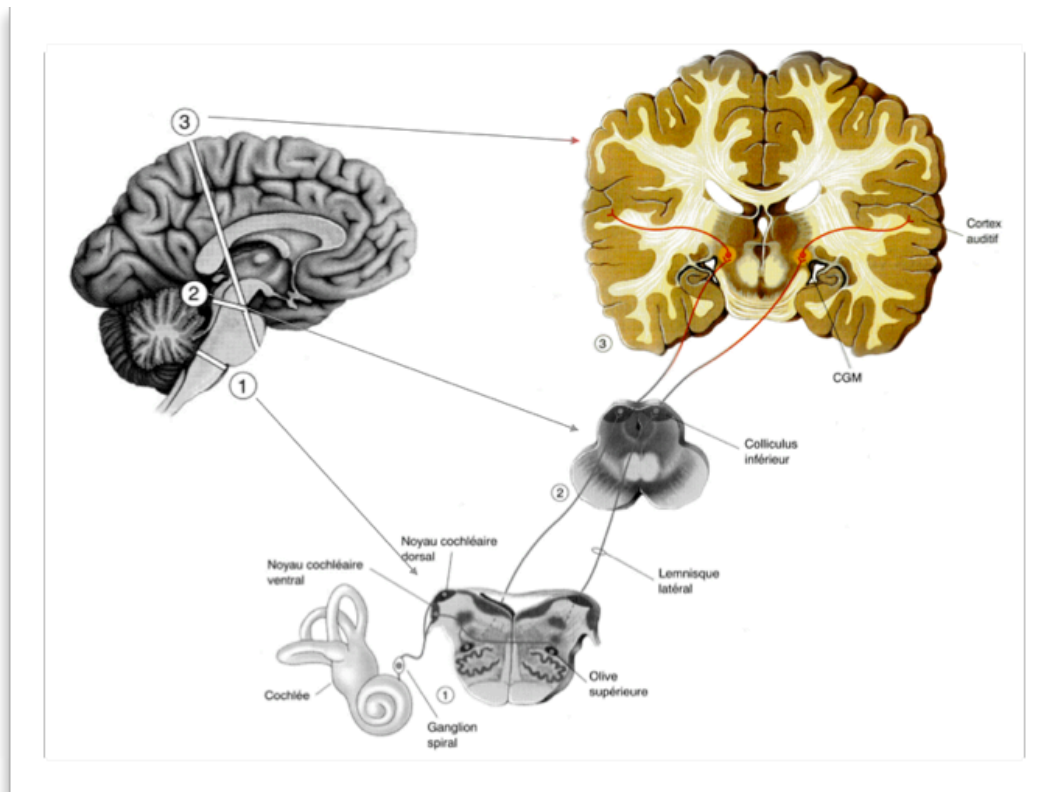 3
2
1
Cortex
auditif
3
CGM
Colliculus
inférieur
2
Noyau cochléaire
dorsal
Noyau cochléaire
ventral
Lemnisque
latéral
Olive
supérieure
1
Cochlée
Ganglion
spiral